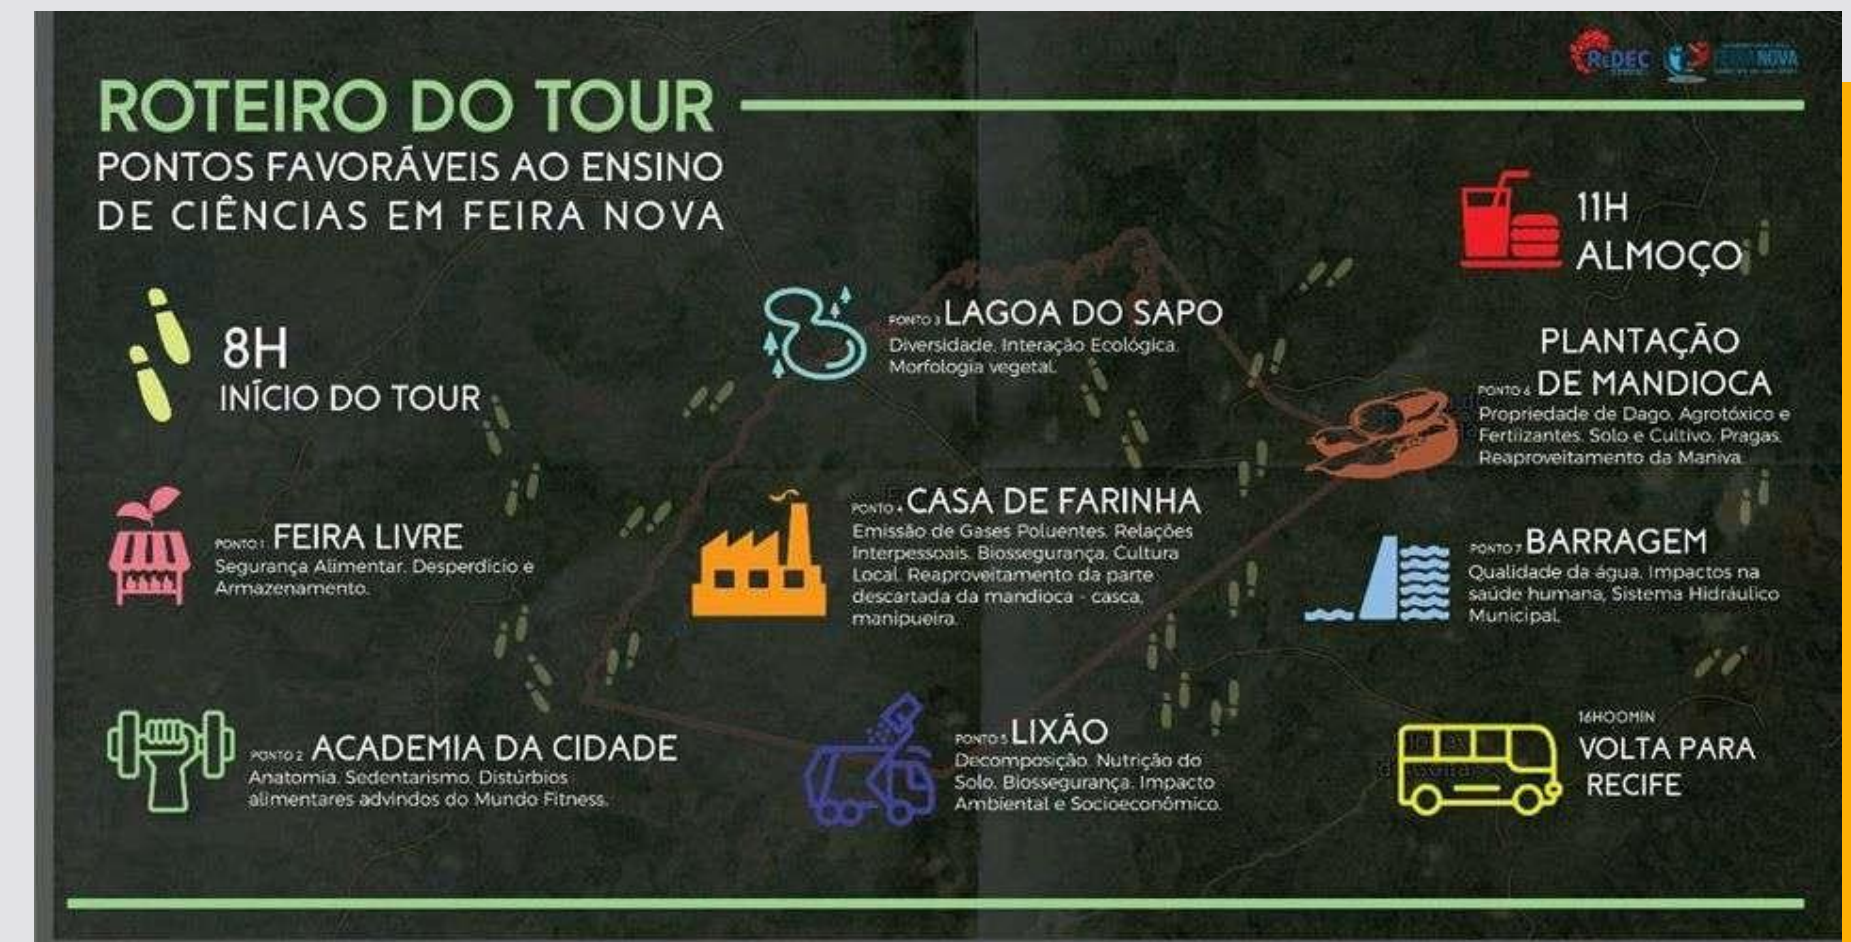 ROTEIRO DO TOUR
PONTOS FAVORÁVEIS AO ENSINO
DE CIÊNCIAS EM FEIRA NOVA
ReDEC
NOVA
8H
INÍCIO DO TOUR
PONTO 1 FEIRA LIVRE
Segurança Alimentar. Desperdício e
Armazenamento.
PONTO 2 ACADEMIA DA CIDADE
Anatomia. Sedentarismo. Distúrbios
alimentares advindos do Mundo Fitness.
PONTO 3 LAGOA DO SAPO
Diversidade. Interação Ecológica.
Morfologia vegetal.
PONTO 4 CASA DE FARINHA
Emissão de Gases Poluentes. Relações
Interpessoais. Biossegurança. Cultura
Local. Reaproveitamento da parte
descartada da mandioca - casca,
manipueira.
PONTO 5 LIXÃO
Decomposição. Nutrição do
Solo. Biossegurança. Impacto
Ambiental e Socioeconômico.
11H
ALMOÇO
PLANTAÇÃO
PONTO 6 DE MANDIOCA
Propriedade de Dago. Agrotóxico e
Fertiizantes. Solo e Cultivo. Pragas.
Reaproveitamento da Maniva.
PONTO 7 BARRAGEM
Qualidade da água. Impactos na
saúde humana, Sistema Hidráulico
Municipal.
16HOOMIN
VOLTA PARA
RECIFE